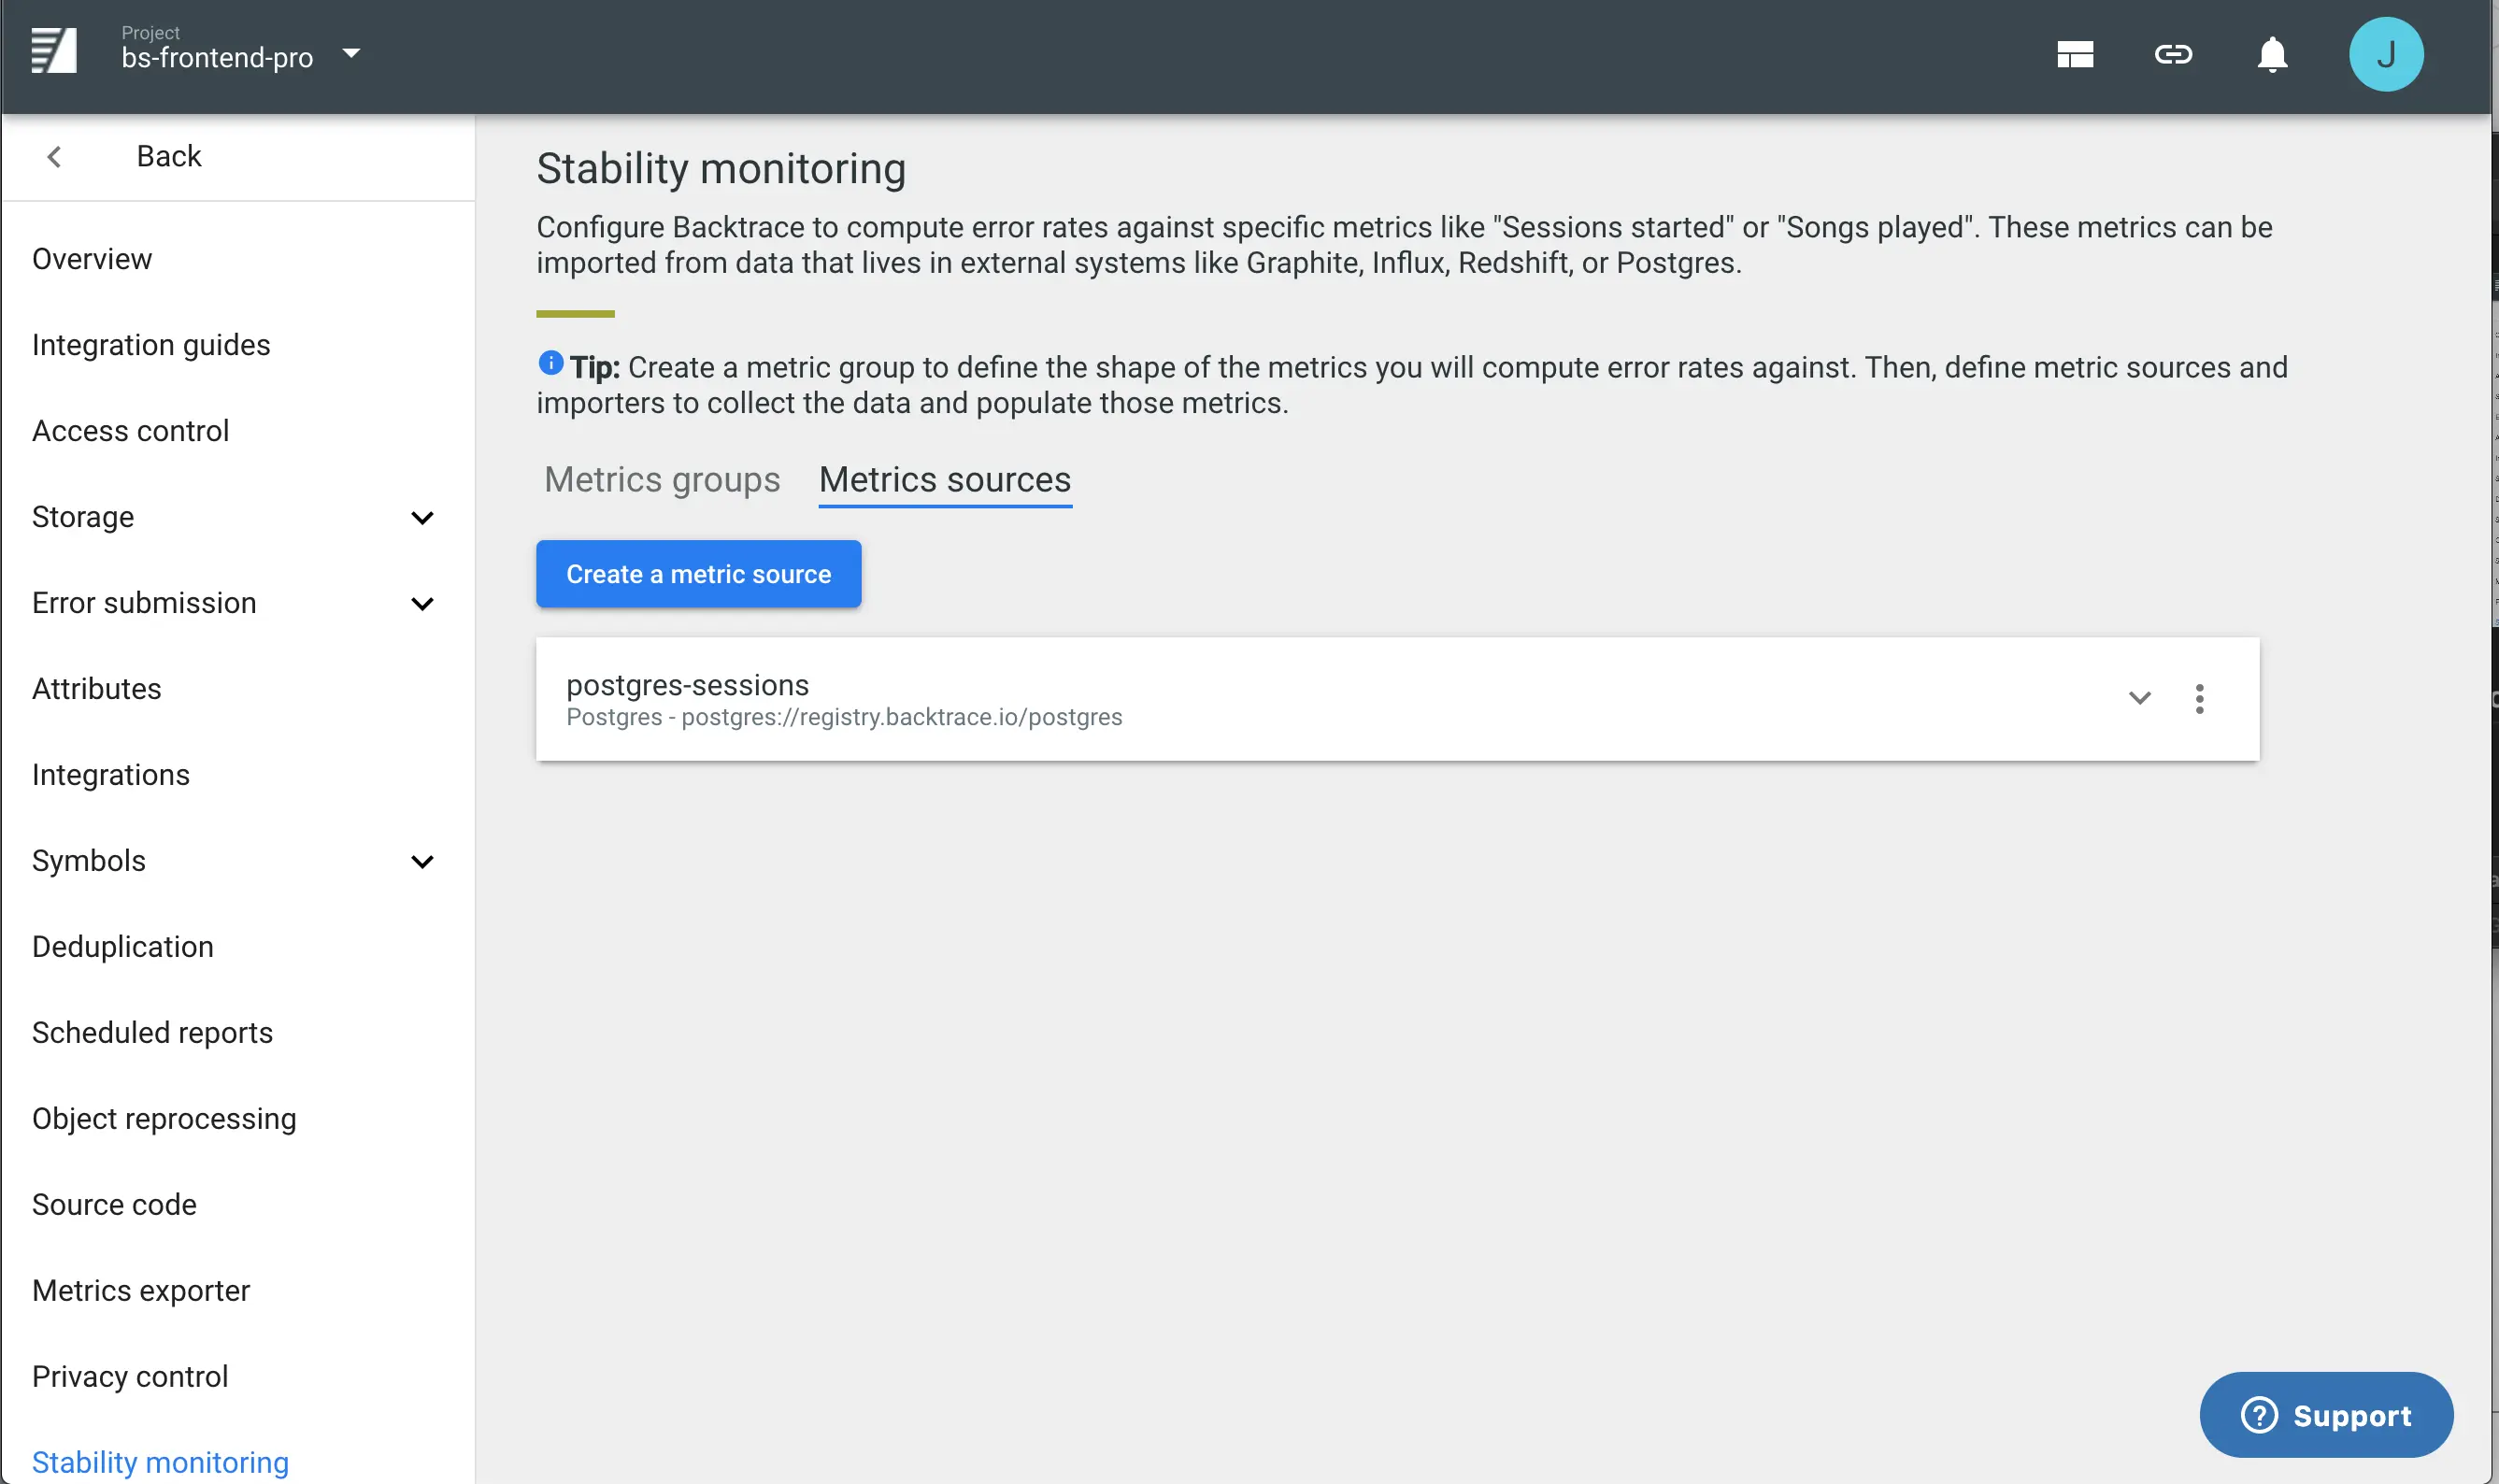 Project
bs-frontend-pro
J
Back
Overview
Integration guides
Access control
Storage
Error submission
Attributes
Integrations
Symbols
Deduplication
Scheduled reports
Object reprocessing
Source code
Metrics exporter
Privacy control
Stability monitoring
Stability monitoring
Configure Backtrace to compute error rates against specific metrics like "Sessions started" or "Songs played". These metrics can be
imported from data that lives in external systems like Graphite, Influx, Redshift, or Postgres.
Tip: Create a metric group to define the shape of the metrics you will compute error rates against. Then, define metric sources and
importers to collect the data and populate those metrics.
Metrics groups Metrics sources
Create a metric source
postgres-sessions
Postgres - postgres://registry.backtrace.io/postgres
Support